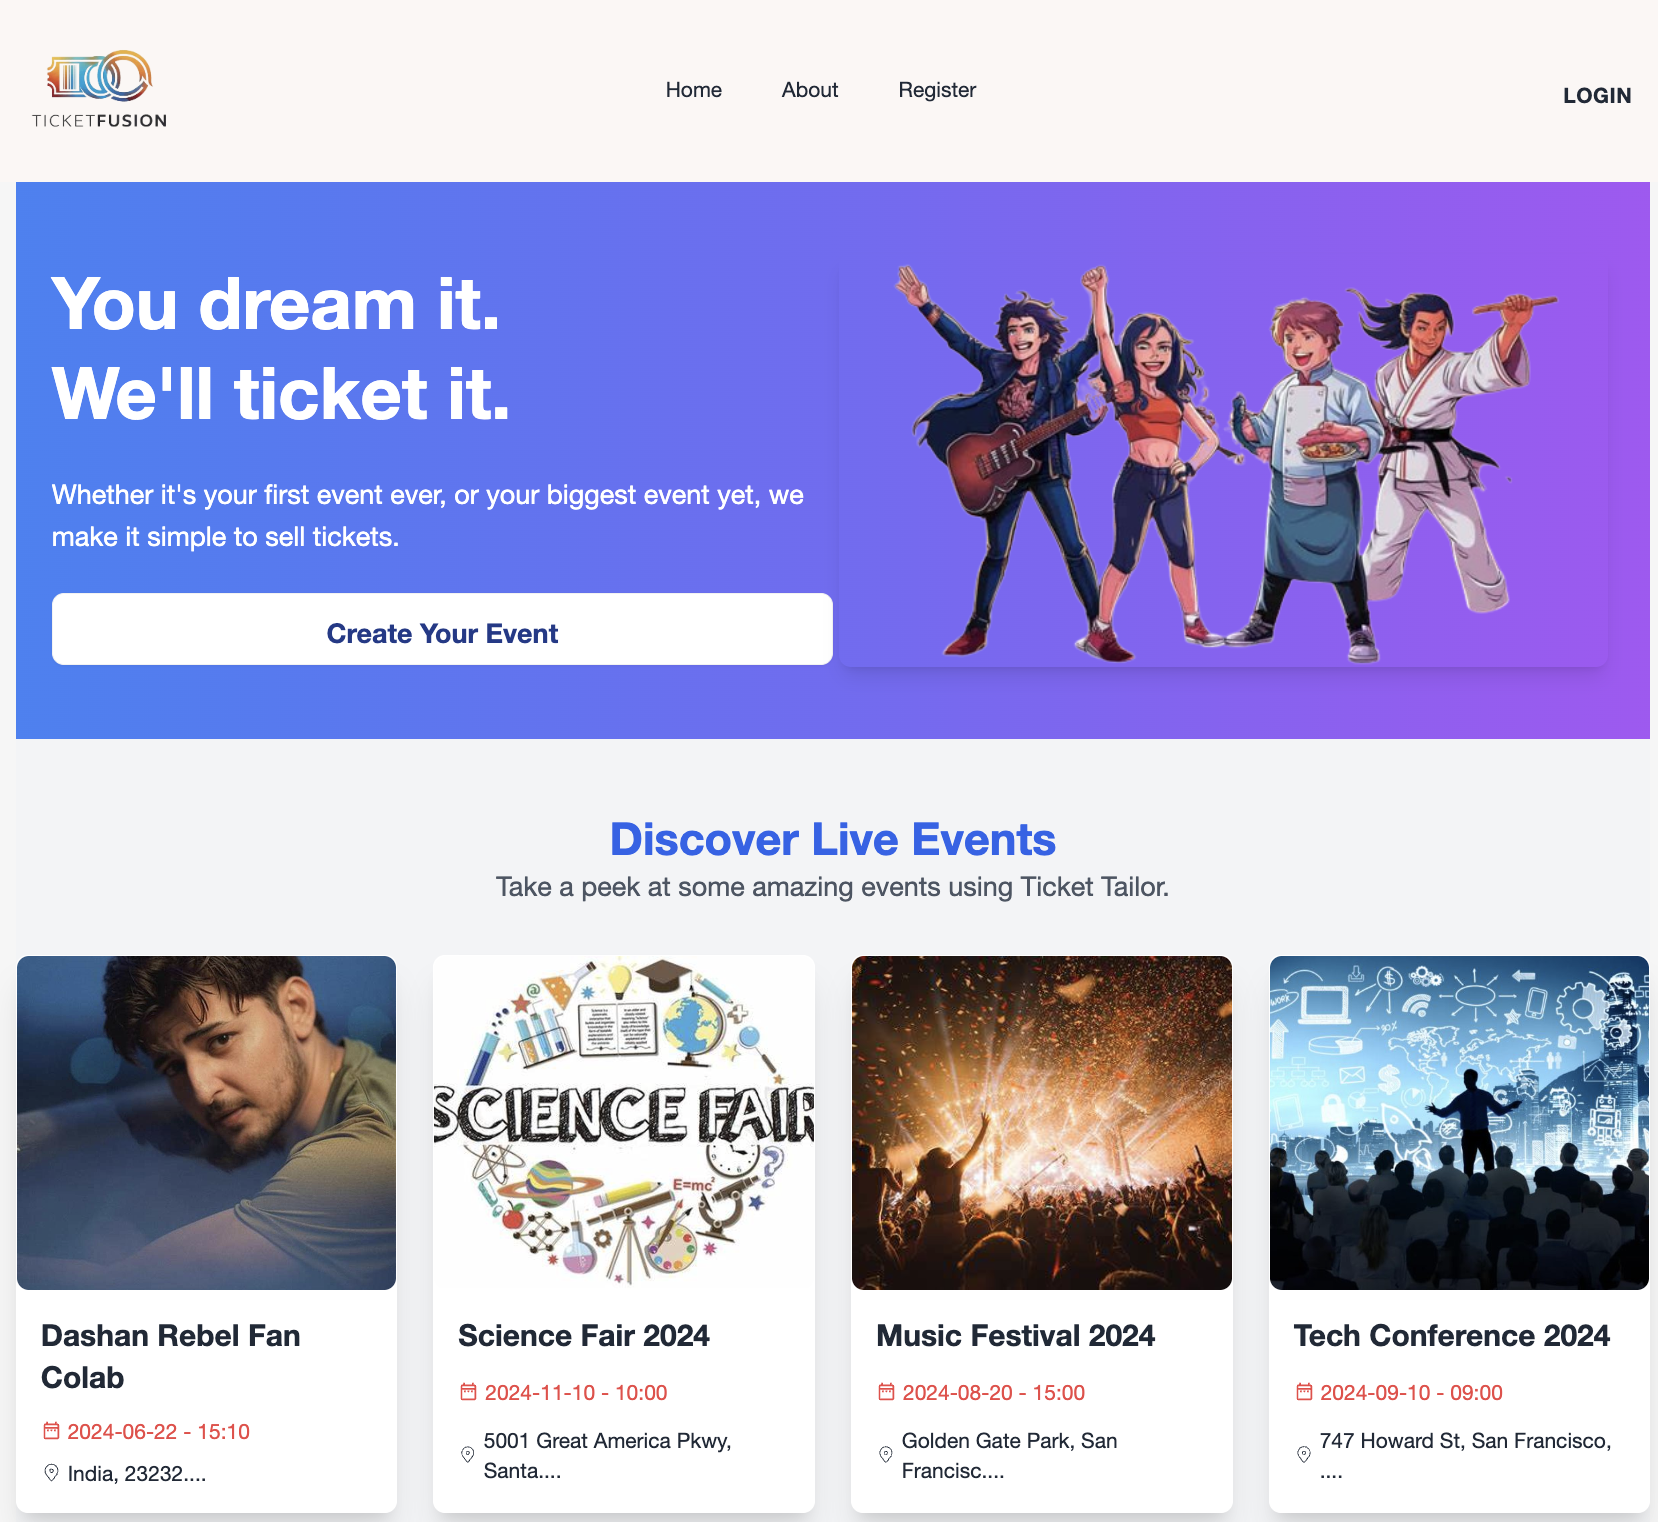 TICKETFUSION
Home
About
Register
LOGIN
You dream it.
We'll ticket it.
Whether it's your first event ever, or your biggest event yet, we
make it simple to sell tickets.
Create Your Event
Discover Live Events
Take a peek at some amazing events using Ticket Tailor.
SCIENCE FAIR
E=mc²
WORK
90%
Dashan Rebel Fan
Colab
2024-06-22 - 15:10
India, 23232....
Science Fair 2024
2024-11-10 - 10:00
5001 Great America Pkwy,
Santa....
Music Festival 2024
2024-08-20 - 15:00
Golden Gate Park, San
Francisc....
Tech Conference 2024
2024-09-10 - 09:00
747 Howard St, San Francisco,
....